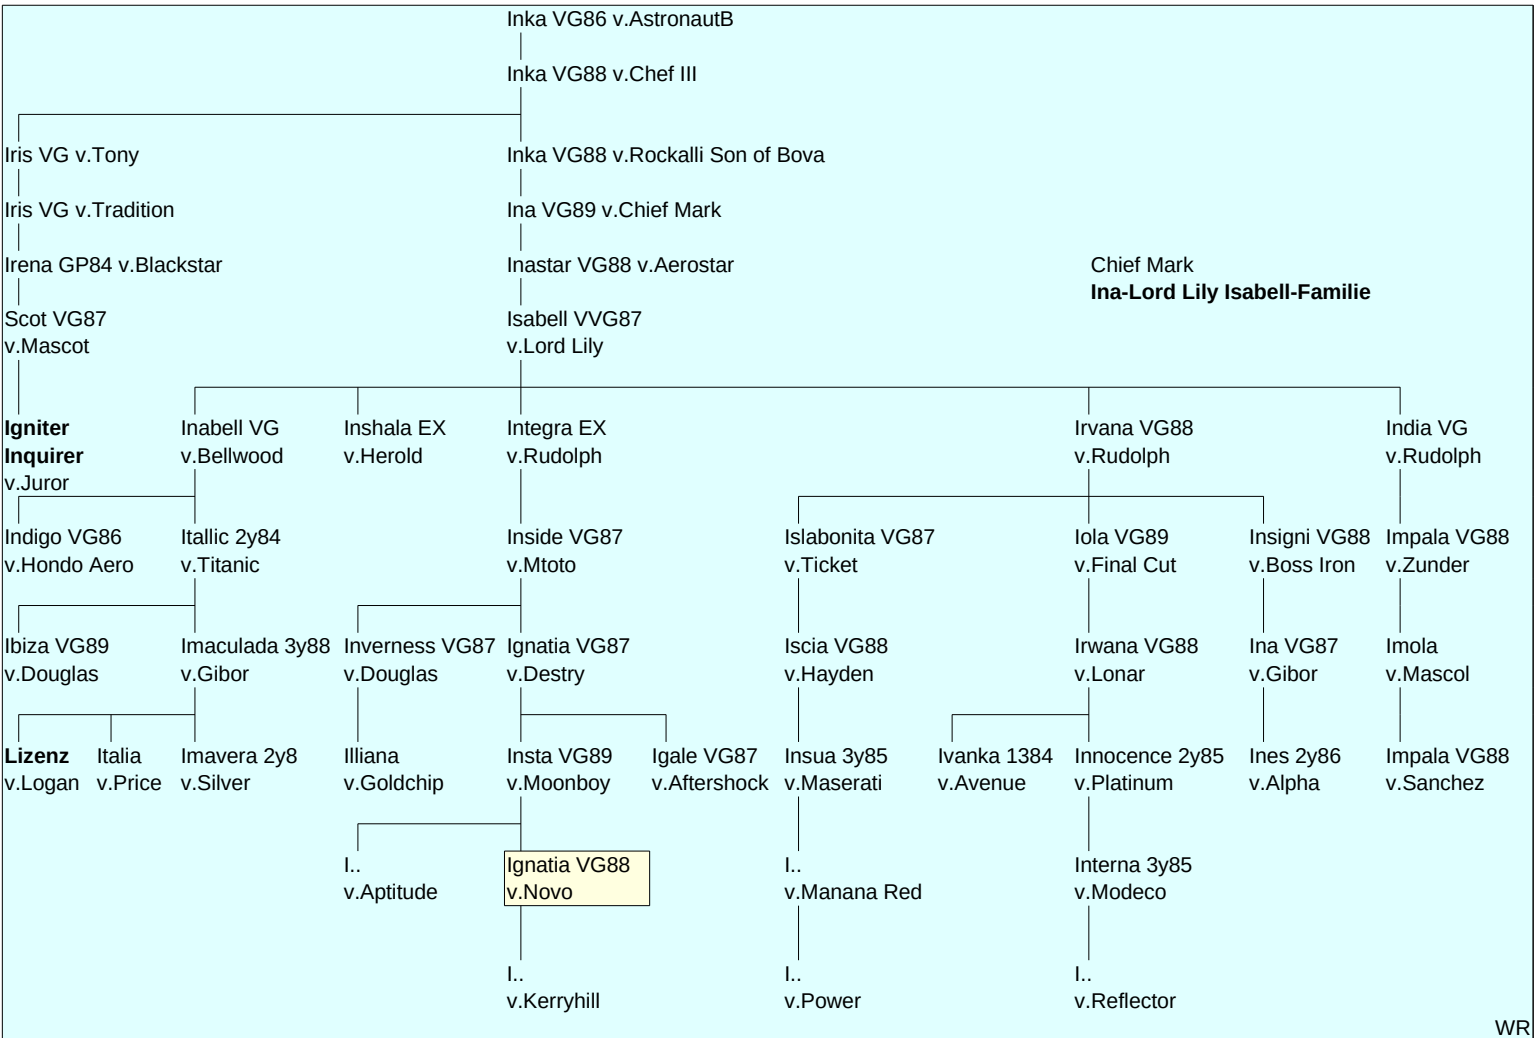 Inka VG86 v.AstronautB
Inka VG88 v.Chef III
Iris VG v.Tony
Inka VG88 v.Rockalli Son of Bova
Iris VG v.Tradition
Ina VG89 v.Chief Mark
Irena GP84 v.Blackstar
Inastar VG88 v.Aerostar
Chief Mark
Ina-Lord Lily Isabell-Familie
Scot VG87
v.Mascot
Isabell VVG87
v.Lord Lily
Igniter
Inquirer
v.Juror
Inabell VG
v.Bellwood
Inshala EX
v.Herold
Integra EX
v.Rudolph
Irvana VG88
v.Rudolph
India VG
v.Rudolph
Indigo VG86
v.Hondo Aero
Itallic 2y84
v.Titanic
Inside VG87
v.Mtoto
Islabonita VG87
v.Ticket
Iola VG89
v.Final Cut
Insigni VG88
v.Boss Iron
Impala VG88
v.Zunder
Ibiza VG89
v.Douglas
Imaculada 3y88
v.Gibor
Inverness VG87
v.Douglas
Ignatia VG87
v.Destry
Iscia VG88
v.Hayden
Irwana VG88
v.Lonar
Ina VG87
v.Gibor
Imola
v.Mascol
Lizenz
v.Logan
Italia
v.Price
Imavera 2y8
v.Silver
Illiana
v.Goldchip
Insta VG89
v.Moonboy
Igale VG87
v.Aftershock
Insua 3y85
v.Maserati
Ivanka 1384
v.Avenue
Innocence 2y85
v.Platinum
Ines 2y86
v.Alpha
Impala VG88
v.Sanchez
I..
v.Aptitude
Ignatia VG88
v.Novo
I..
v.Manana Red
Interna 3y85
v.Modeco
I..
v.Kerryhill
I..
v.Power
I..
v.Reflector
WR